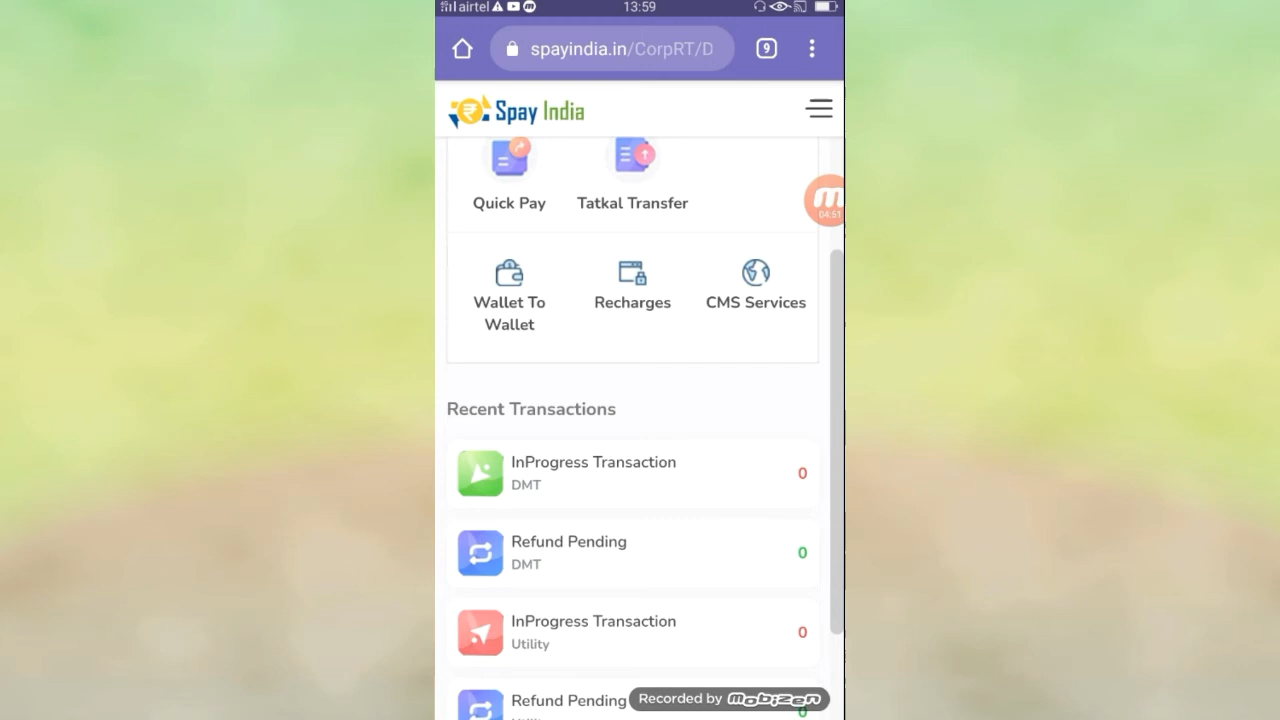 airtel
13:59
spayindia.in/CorpRT/D
9
Spay India
Quick Pay
Tatkal Transfer
04:51
Wallet To
Wallet
Recharges
CMS Services
Recent Transactions
InProgress Transaction
0
DMT
Refund Pending
0
DMT
InProgress Transaction
0
Utility
Refund Pending
Recorded by mobizen
0